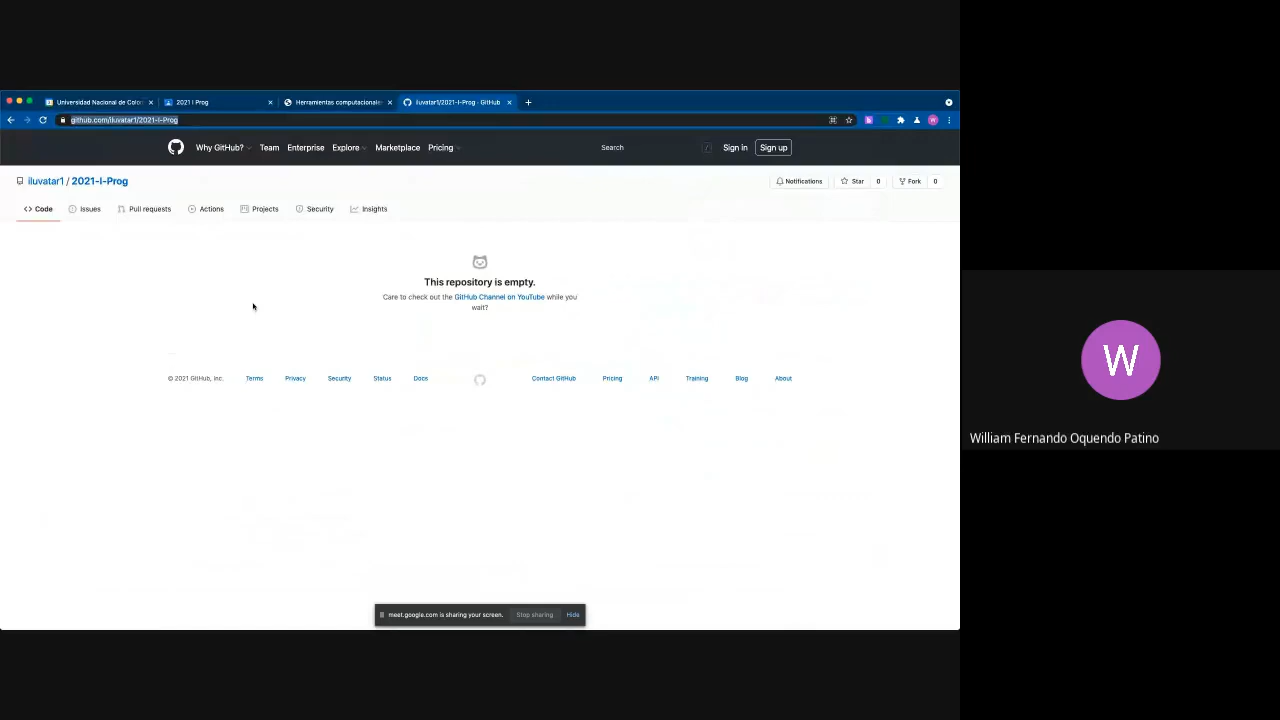 Universidad Nacional de Colo
2021 I Prog
Herramientas computacionale
iluvatar1/2021-I-Prog · GitHub
github.com/iluvatar1/2021-I-Prog
W
Why GitHub?
Team
Enterprise
Explore
Marketplace
Pricing
Search
/
Sign in
Sign up
iluvatar1 / 2021-I-Prog
Notifications
Star
0
Fork
0
Code
Issues
Pull requests
Actions
Projects
Security
Insights
This repository is empty.
Care to check out the GitHub Channel on YouTube while you
wait?
© 2021 GitHub, Inc.
Terms
Privacy
Security
Status
Docs
Contact GitHub
Pricing
API
Training
Blog
About
meet.google.com is sharing your screen.
Stop sharing
Hide
W
William Fernando Oquendo Patino